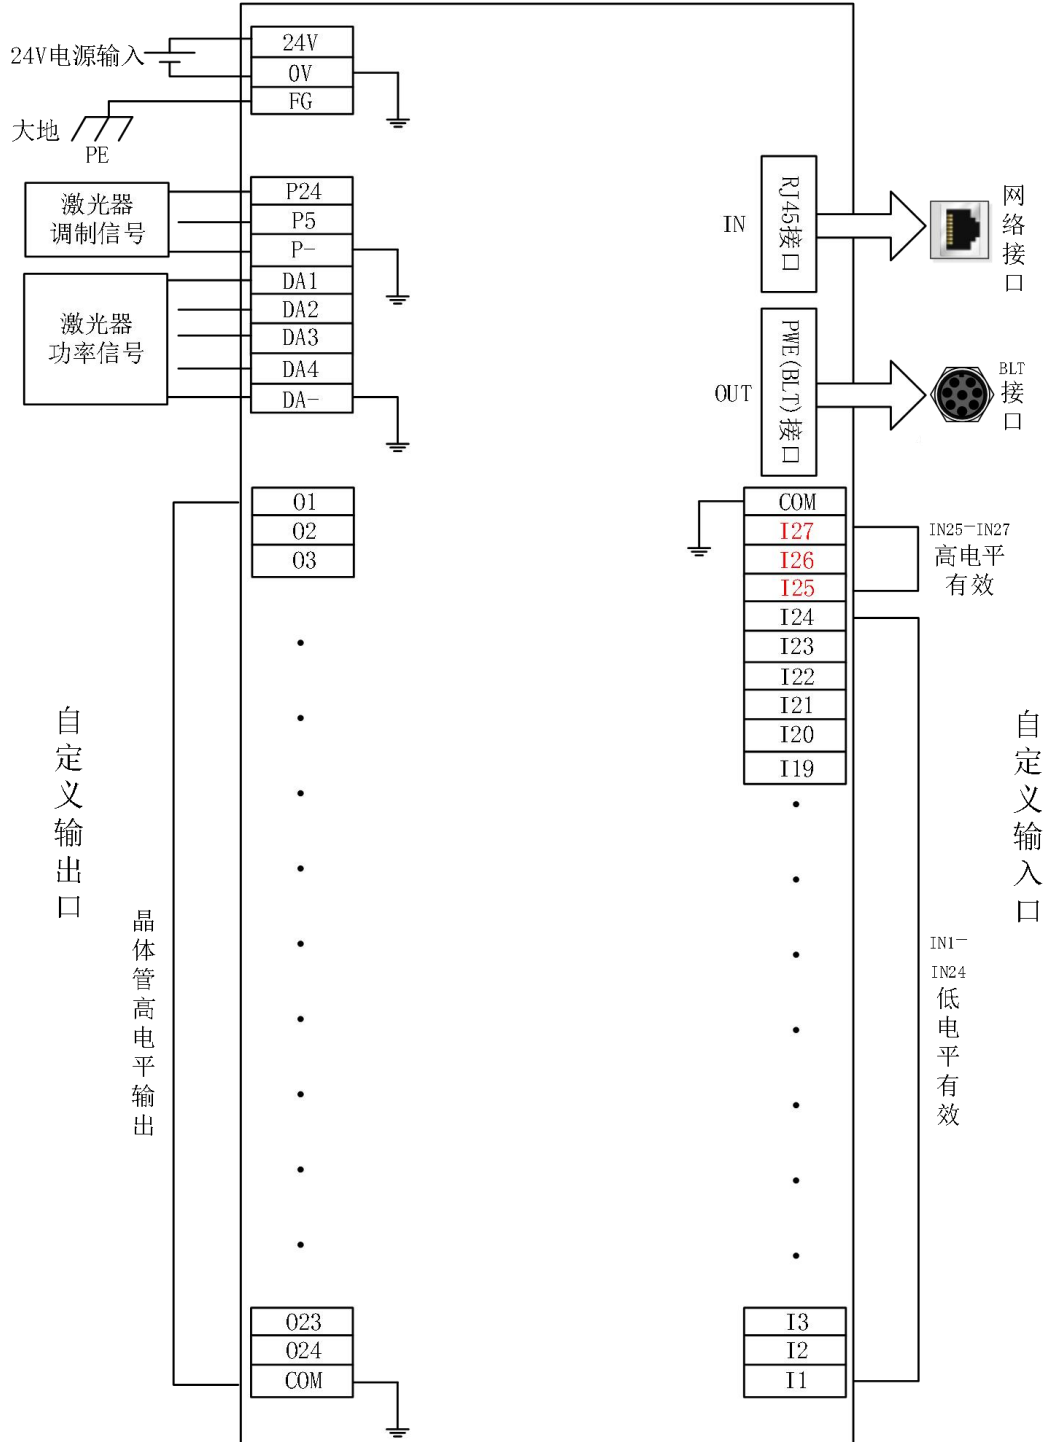 24V电源输入
24V
0V
FG
大地
PE
激光器
调制信号
P24
P5
P-
激光器
功率信号
DA1
DA2
DA3
DA4
DA-
IN
RJ45接口
网络接口
OUT
PWE(BLT)接口
BLT
接口
O1
O2
O3
自定义输出口
晶体管高电平输出
O23
O24
COM
COM
I27
I26
I25
I24
I23
I22
I21
I20
I19
IN25-IN27
高电平
有效
自定义输入口
IN1-
IN24
低电平有效
I3
I2
I1